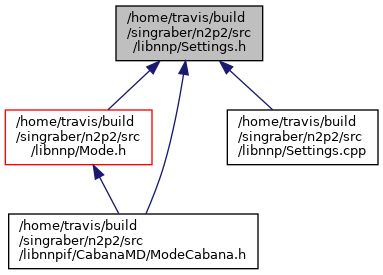 /home/travis/build
/singraber/n2p2/src
/libnnp/Settings.h
/home/travis/build
/singraber/n2p2/src
/libnnp/Mode.h
/home/travis/build
/singraber/n2p2/src
/libnnp/Settings.cpp
/home/travis/build
/singraber/n2p2/src
/libnnpif/CabanaMD/ModeCabana.h